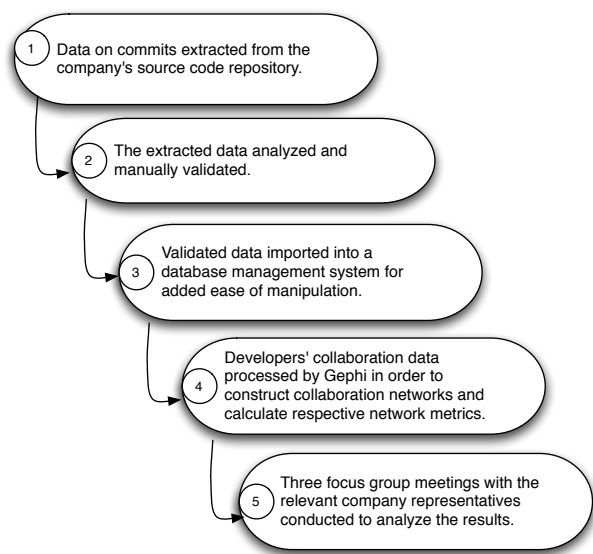 1
Data on commits extracted from the
company's source code repository.
2
The extracted data analyzed and
manually validated.
3
Validated data imported into a
database management system for
added ease of manipulation.
4
Developers' collaboration data
processed by Gephi in order to
construct collaboration networks and
calculate respective network metrics.
5
Three focus group meetings with the
relevant company representatives
conducted to analyze the results.